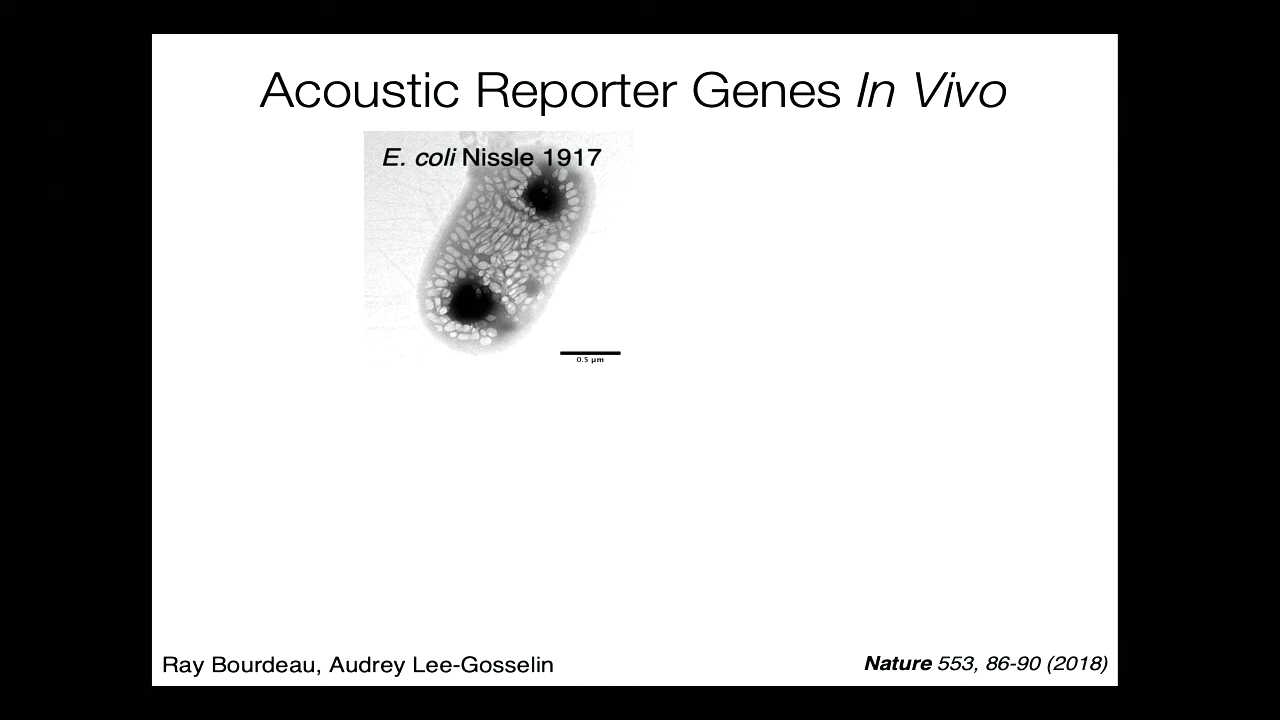 Acoustic Reporter Genes In Vivo
E. coli Nissle 1917
0.5 µm
Ray Bourdeau, Audrey Lee-Gosselin
Nature 553, 86-90 (2018)